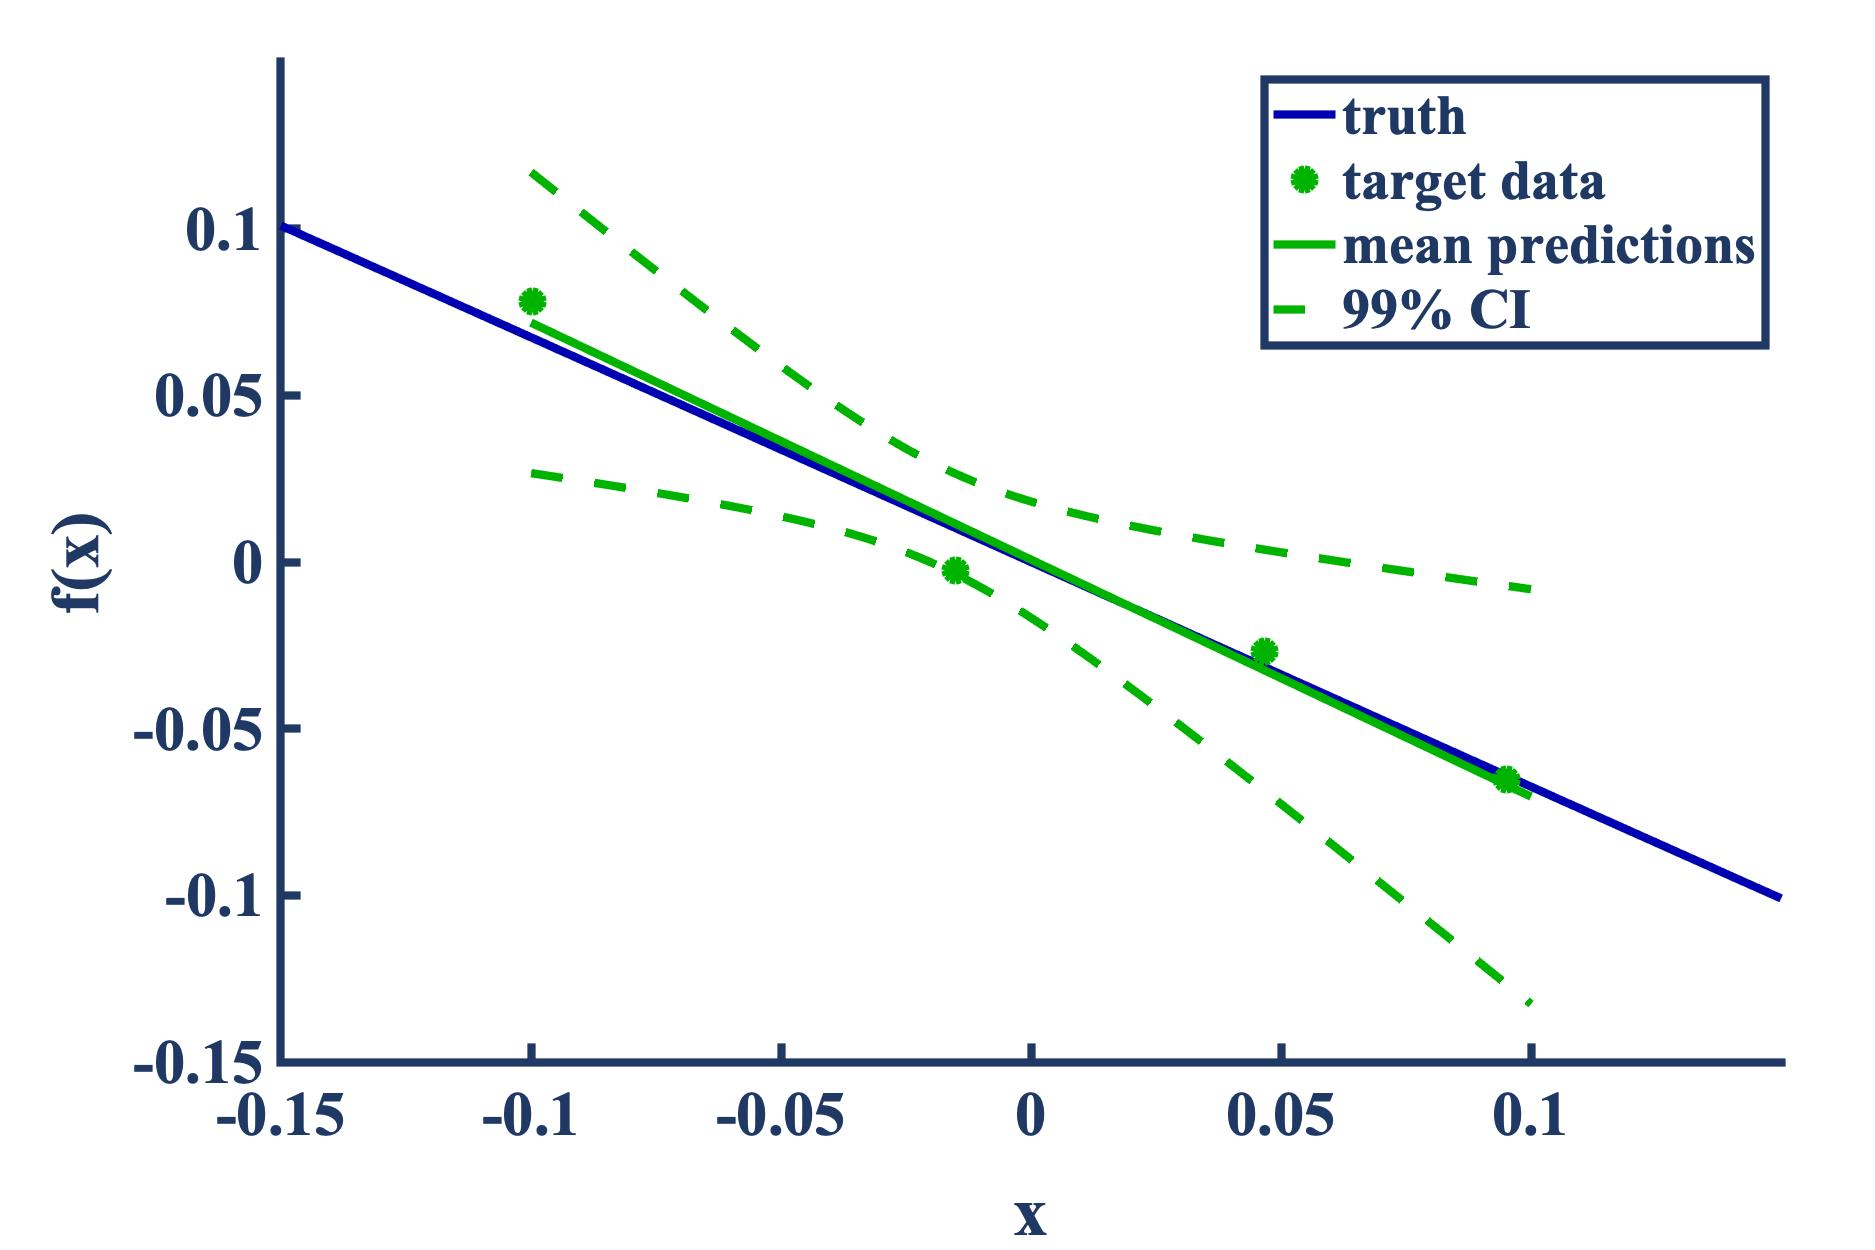 truth
target data
mean predictions
99% CI
0.1
0.05
0
-0.05
-0.1
-0.15
f(x)
-0.15 -0.1 -0.05 0 0.05 0.1
x